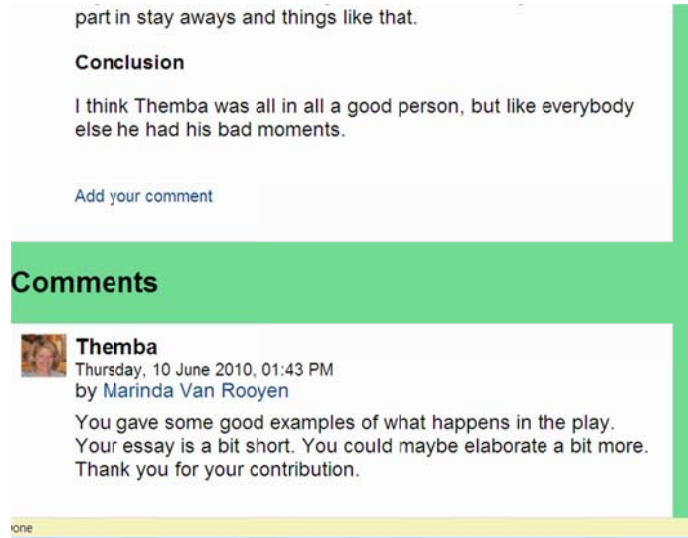 part in stay aways and things like that.
Conclusion
I think Themba was all in all a good person, but like everybody
else he had his bad moments.
Add your comment
Comments
Themba
Thursday, 10 June 2010, 01:43 PM
by Marinda Van Rooyen
You gave some good examples of what happens in the play.
Your essay is a bit short. You could maybe elaborate a bit more.
Thank you for your contribution.
one